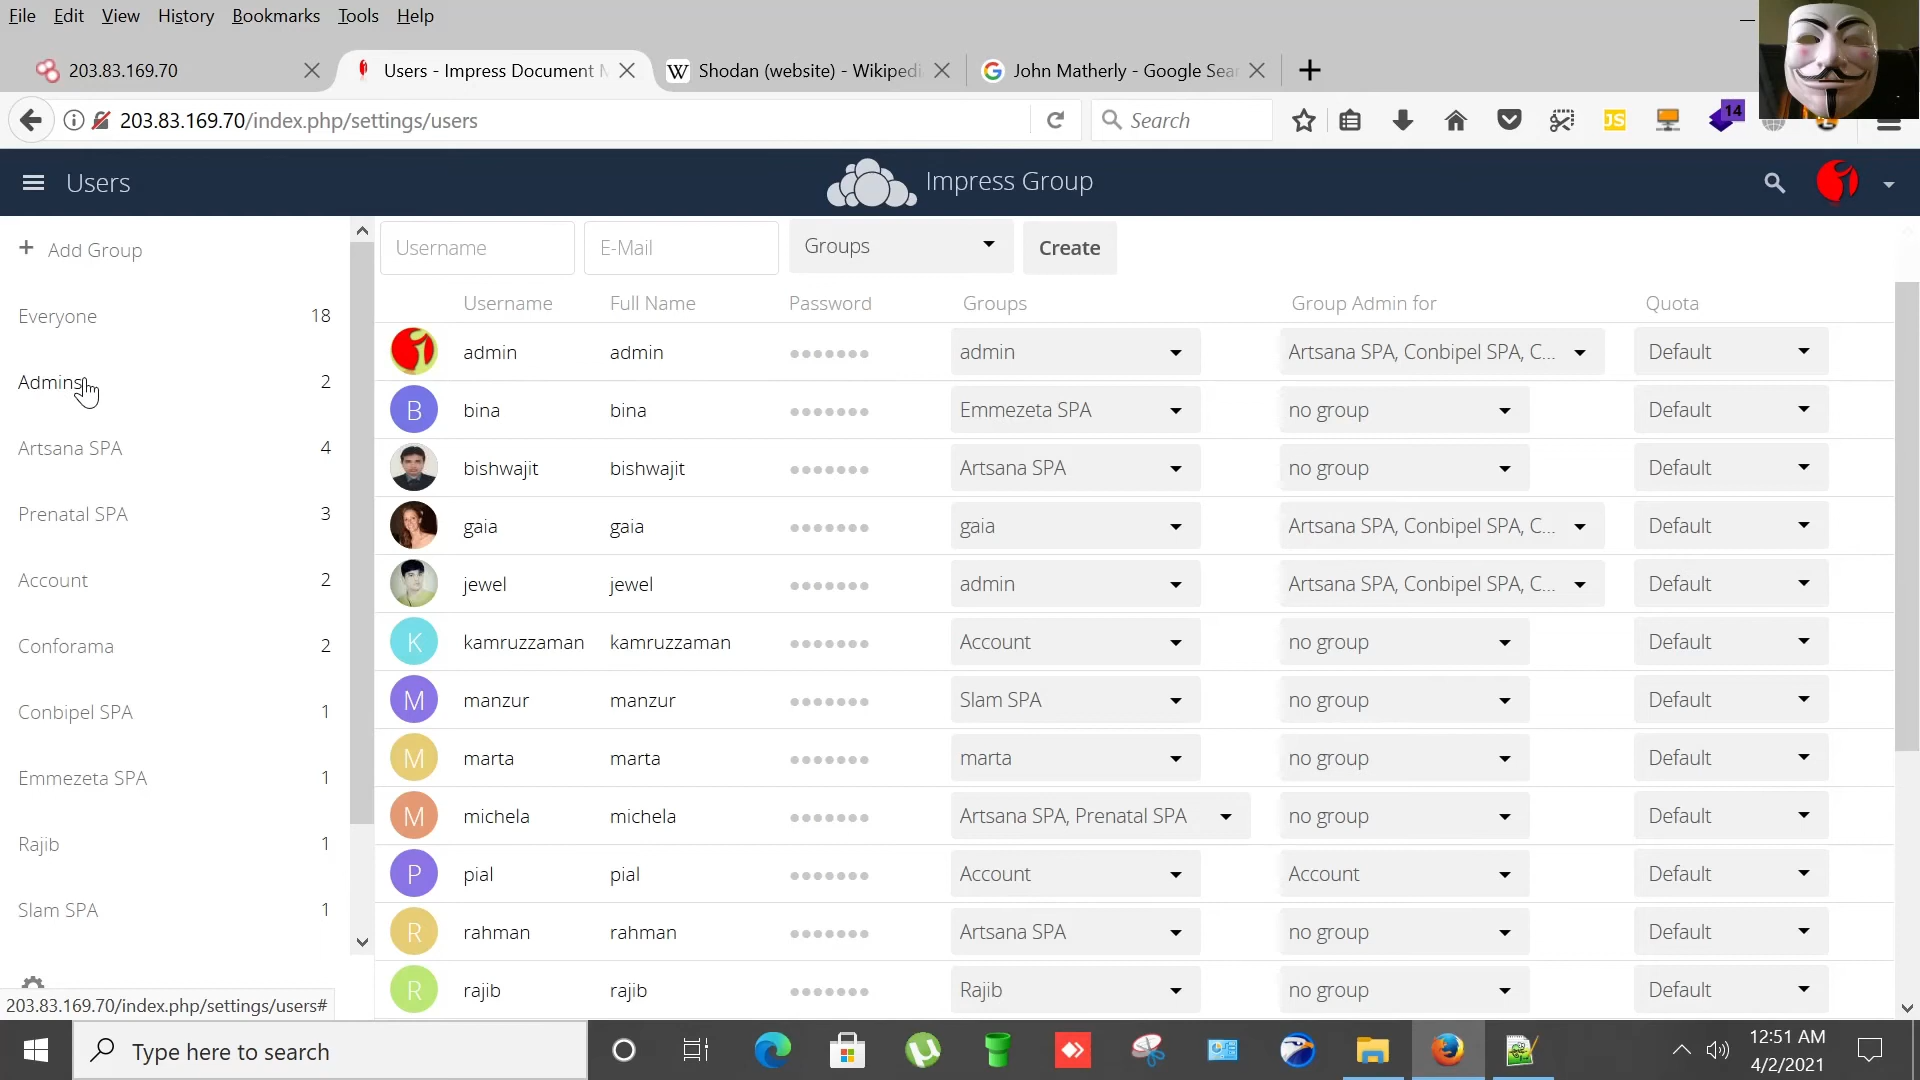 File Edit View History Bookmarks Tools Help
203.83.169.70
Users - Impress Document M
Shodan (website) - Wikipedi
John Matherly - Google Sear
203.83.169.70/index.php/settings/users
Search
JS
14
Users
Impress Group
+ Add Group
Everyone 18
Admins 2
Artsana SPA 4
Prenatal SPA 3
Account 2
Conforama 2
Conbipel SPA 1
Emmezeta SPA 1
Rajib 1
Slam SPA 1
Username E-Mail Groups Create
Username Full Name Password Groups Group Admin for Quota
admin admin ●●●●●●● admin Artsana SPA, Conbipel SPA, C... Default
B bina bina ●●●●●●● Emmezeta SPA no group Default
bishwajit bishwajit ●●●●●●● Artsana SPA no group Default
gaia gaia ●●●●●●● gaia Artsana SPA, Conbipel SPA, C... Default
jewel jewel ●●●●●●● admin Artsana SPA, Conbipel SPA, C... Default
K kamruzzaman kamruzzaman ●●●●●●● Account no group Default
M manzur manzur ●●●●●●● Slam SPA no group Default
M marta marta ●●●●●●● marta no group Default
M michela michela ●●●●●●● Artsana SPA, Prenatal SPA no group Default
P pial pial ●●●●●●● Account Account Default
R rahman rahman ●●●●●●● Artsana SPA no group Default
R rajib rajib ●●●●●●● Rajib no group Default
203.83.169.70/index.php/settings/users#
Type here to search
12:51 AM
4/2/2021